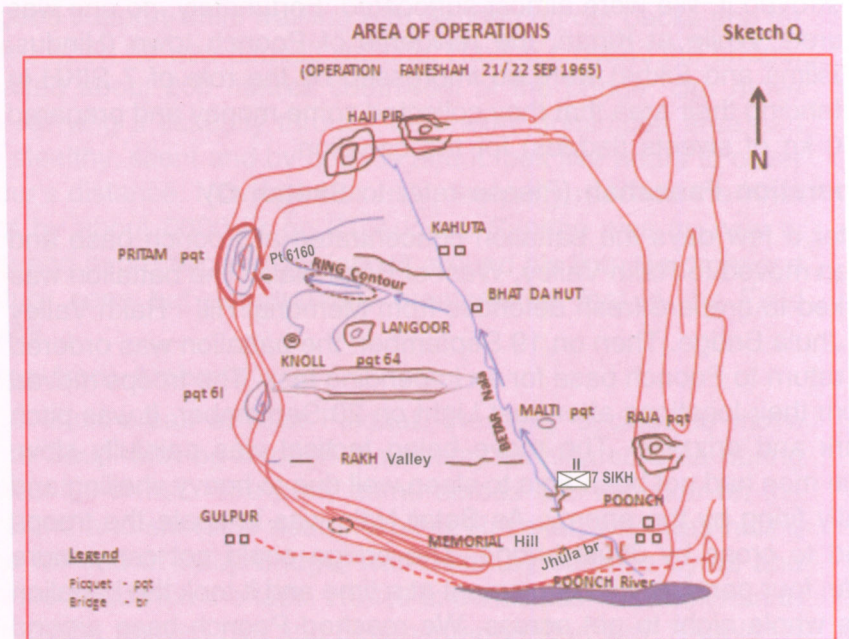 AREA OF OPERATIONS
Sketch Q
(OPERATION FANESHAH 21/22 SEP 1965)
HAJI PIR
N
KAHUTA
PRITAM pqt
Pt 6160
RING Contour
BHAT DA HUT
LANGOOR
KNOLL
pqt 64
pqt 61
BETAR Nala
MALTI pqt
RAJA pqt
RAKH Valley
II
7 SIKH
POONCH
GULPUR
MEMORIAL Hill
Jhula br
POONCH River
Legend
Picquet - pqt
Bridge - br